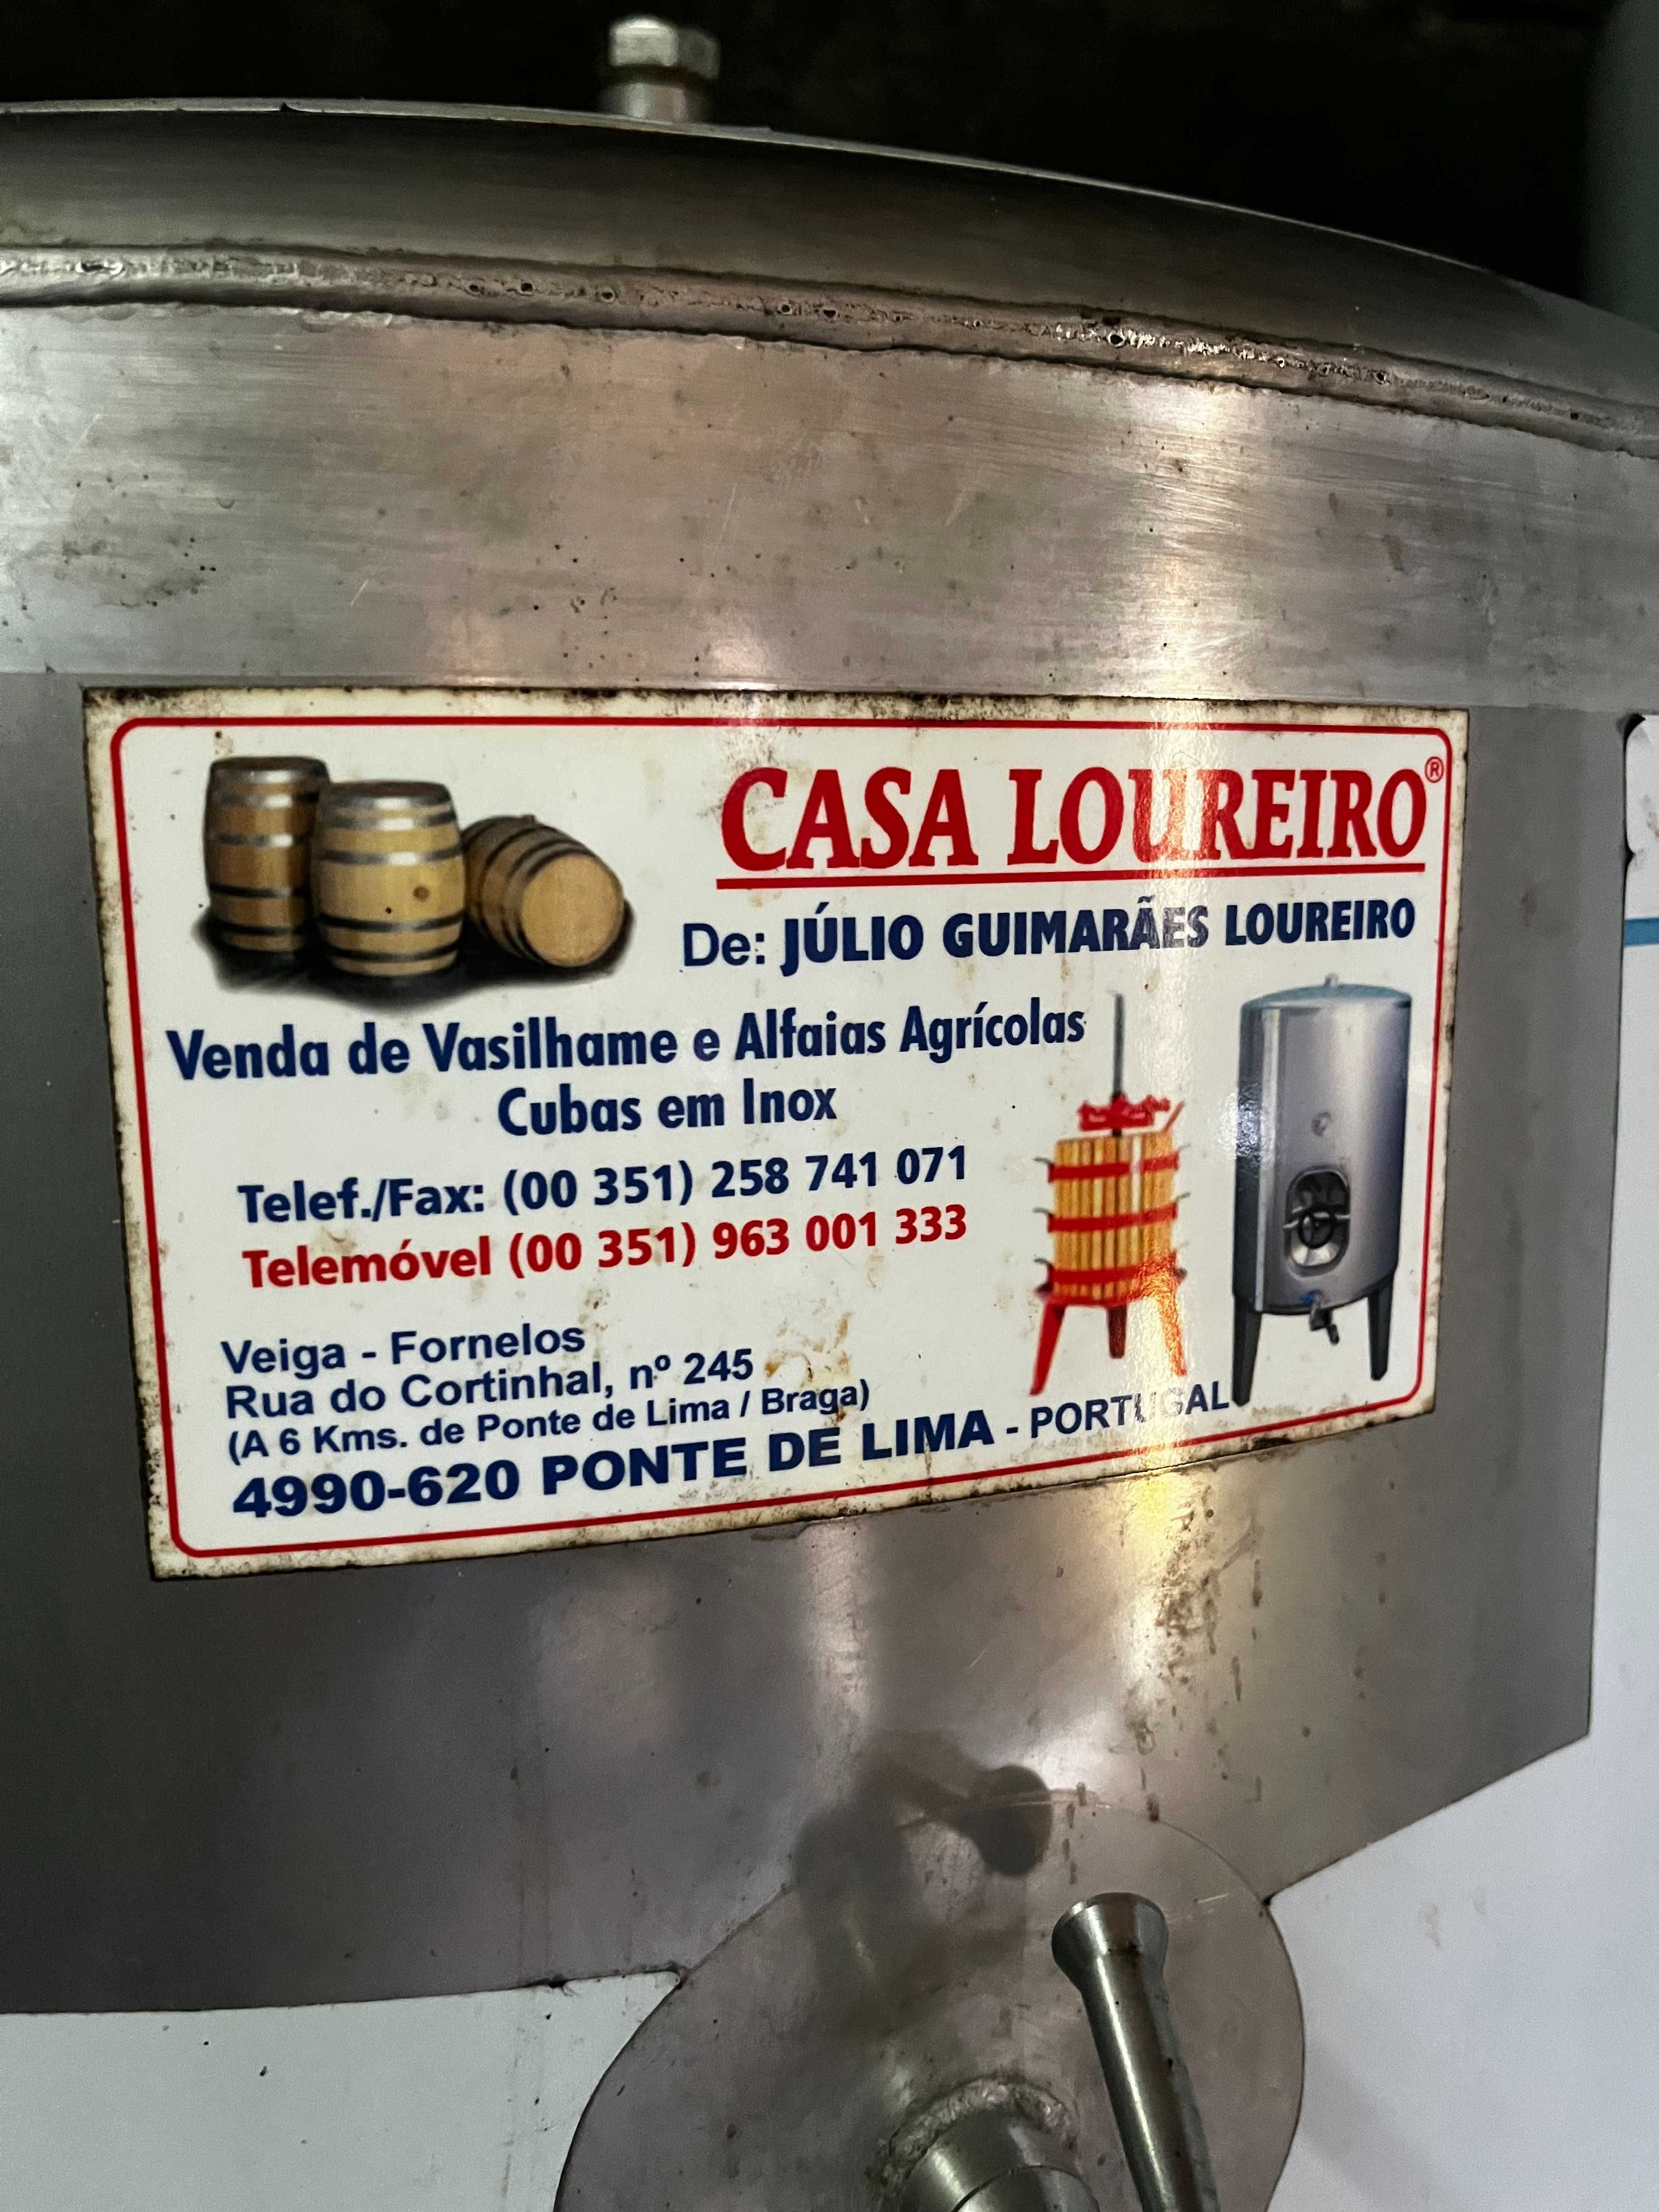 CASA LOUREIRO®
De: JÚLIO GUIMARÃES LOUREIRO
Venda de Vasilhame e Alfaias Agrícolas
Cubas em Inox
Telef./Fax: (00 351) 258 741 071
Telemóvel (00 351) 963 001 333
Veiga - Fornelos
Rua do Cortinhal, nº 245
(A 6 Kms. de Ponte de Lima / Braga)
4990-620 PONTE DE LIMA - PORTUGAL